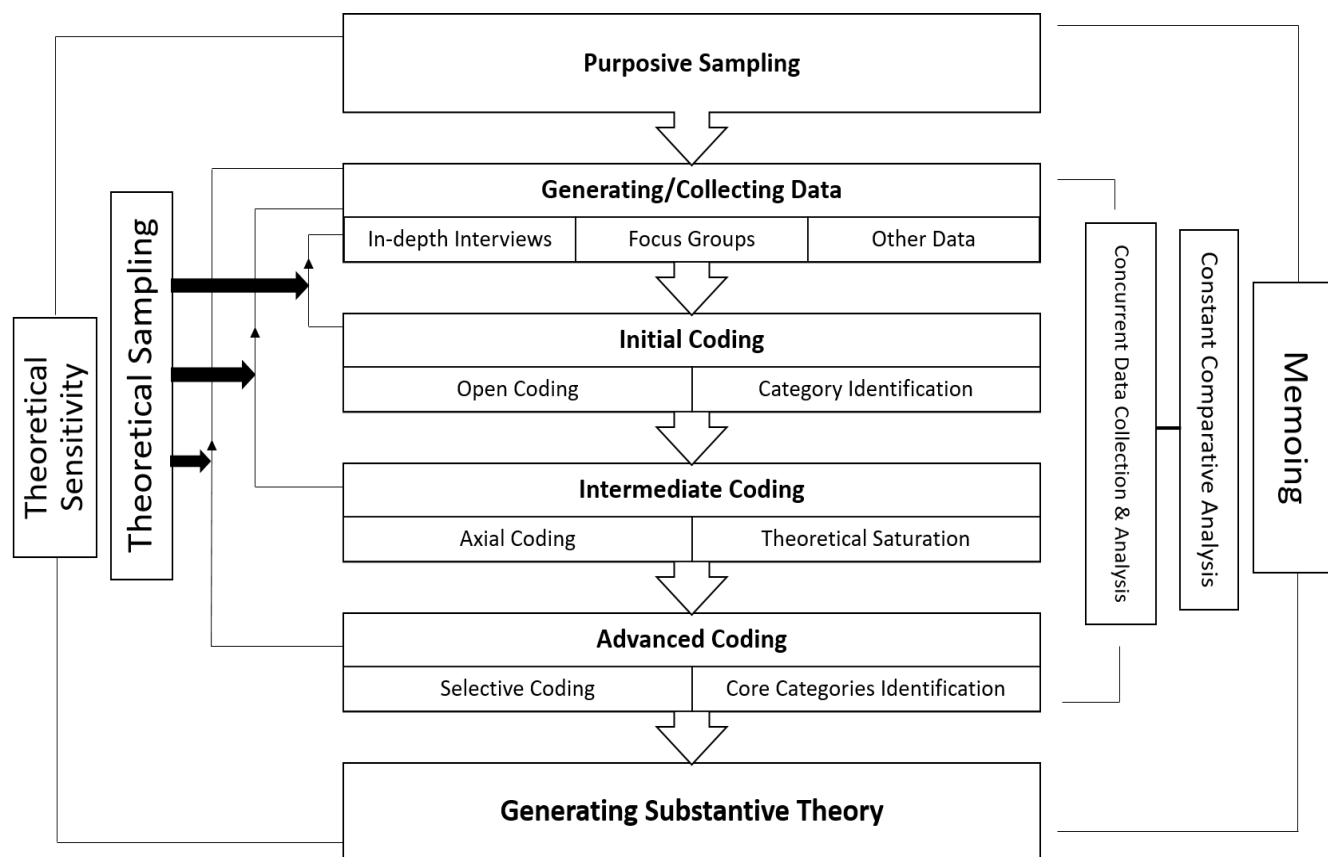 Purposive Sampling
Generating/Collecting Data
In-depth Interviews
Focus Groups
Other Data
Initial Coding
Open Coding
Category Identification
Intermediate Coding
Axial Coding
Theoretical Saturation
Advanced Coding
Selective Coding
Core Categories Identification
Generating Substantive Theory
Theoretical
Sensitivity
Theoretical Sampling
Concurrent Data Collection & Analysis
Constant Comparative Analysis
Memoing